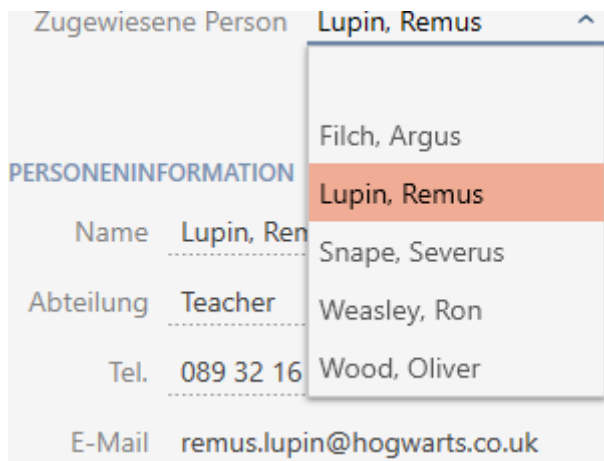 Zugewiesene Person Lupin, Remus
Filch, Argus
PERSONENINFORMATION
Lupin, Remus
Name Lupin, Rem
Snape, Severus
Abteilung Teacher
Weasley, Ron
Tel. 089 32 16
Wood, Oliver
E-Mail remus.lupin@hogwarts.co.uk